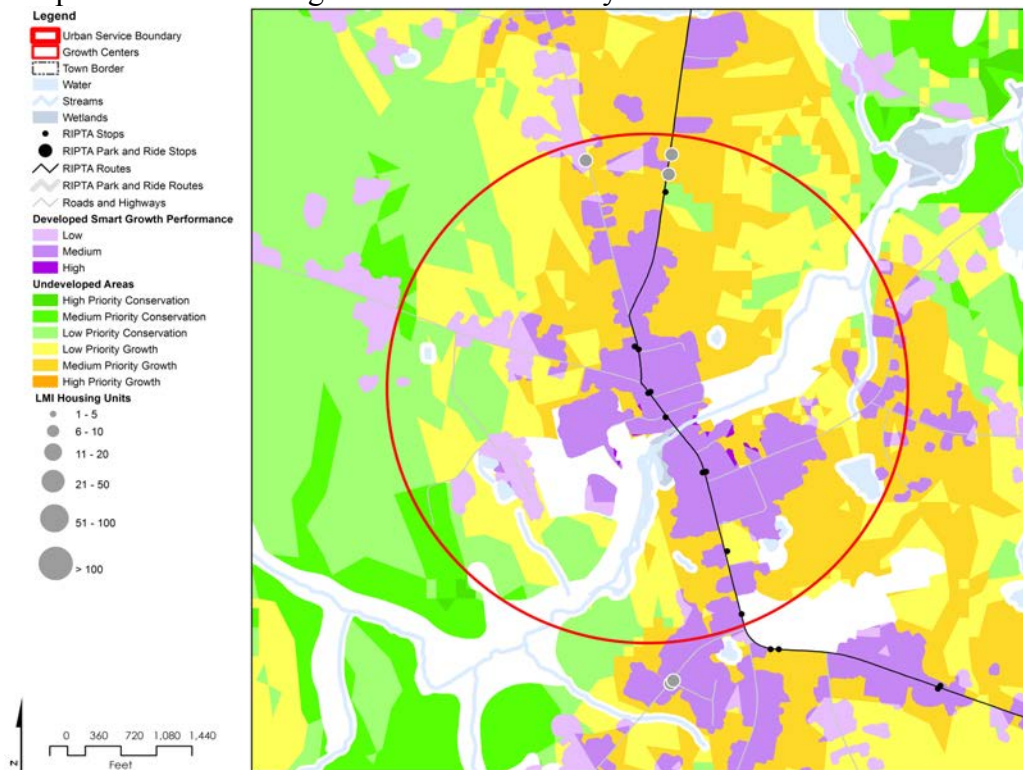 Legend
Urban Service Boundary
Growth Centers
Town Border
Water
Streams
Wetlands
RIPTA Stops
RIPTA Park and Ride Stops
RIPTA Routes
RIPTA Park and Ride Routes
Roads and Highways
Developed Smart Growth Performance
Low
Medium
High
Undeveloped Areas
High Priority Conservation
Medium Priority Conservation
Low Priority Conservation
Low Priority Growth
Medium Priority Growth
High Priority Growth
LMI Housing Units
1 - 5
6 - 10
11 - 20
21 - 50
51 - 100
> 100
0 360 720 1,080 1,440
Feet
z